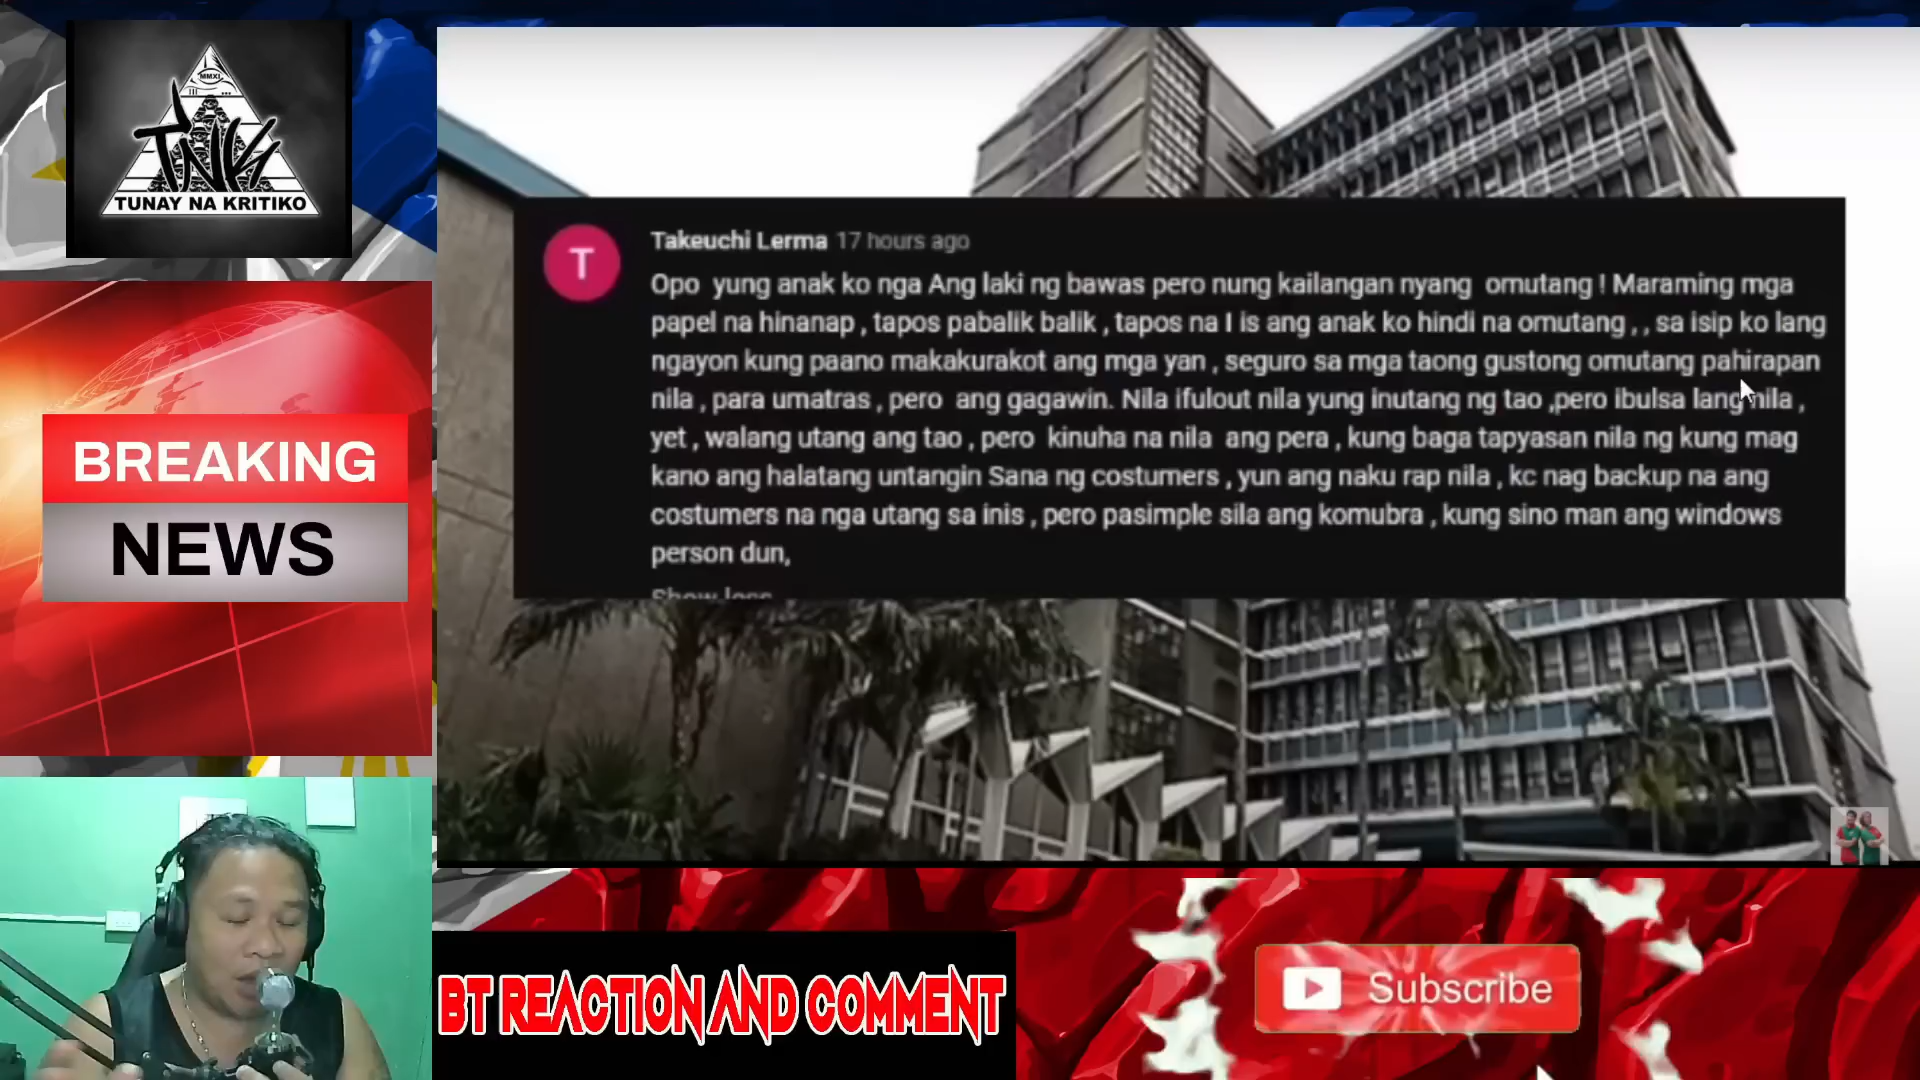 MMXI
TNK
TUNAY NA KRITIKO
BREAKING
NEWS
T
Takeuchi Lerma 17 hours ago
Opo yung anak ko nga Ang laki ng bawas pero nung kailangan nyang omutang ! Maraming mga
papel na hinanap , tapos pabalik balik , tapos na I is ang anak ko hindi na omutang , , sa isip ko lang
ngayon kung paano makakurakot ang mga yan , seguro sa mga taong gustong omutang pahirapan
nila , para umatras , pero ang gagawin. Nila ifulout nila yung inutang ng tao ,pero ibulsa lang nila ,
yet , walang utang ang tao , pero kinuha na nila ang pera , kung baga tapyasan nila ng kung mag
kano ang halatang untangin Sana ng costumers , yun ang naku rap nila , kc nag backup na ang
costumers na nga utang sa inis , pero pasimple sila ang komubra , kung sino man ang windows
person dun,
Show less
BT REACTION AND COMMENT
Subscribe